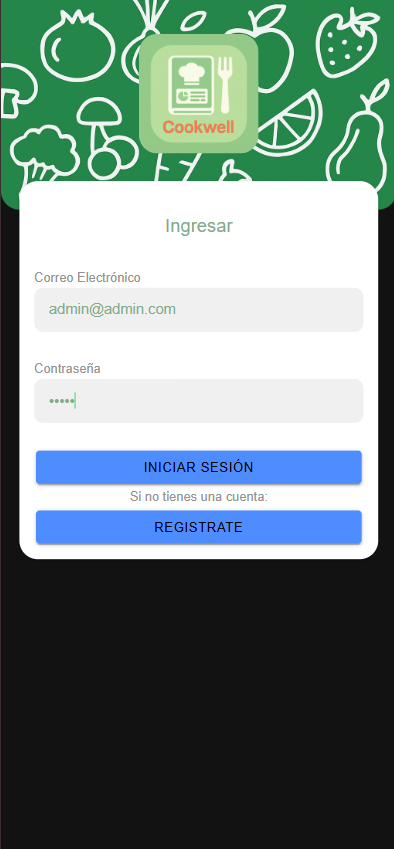 Cookwell
Ingresar
Correo Electrónico
admin@admin.com
Contraseña
•••••
INICIAR SESIÓN
Si no tienes una cuenta:
REGISTRATE